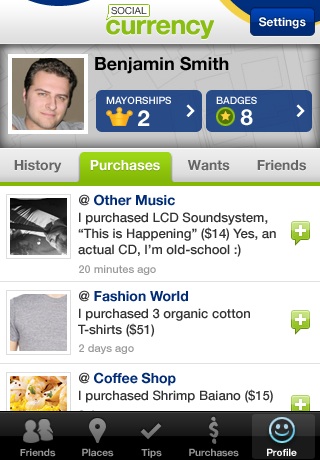 SOCIAL
currency
Settings
Benjamin Smith
MAYORSHIPS
2
BADGES
8
History
Purchases
Wants
Friends
@ Other Music
I purchased LCD Soundsystem,
“This is Happening” ($14) Yes, an
actual CD, I’m old-school :)
20 minutes ago
@ Fashion World
I purchased 3 organic cotton
T-shirts ($51)
2 days ago
@ Coffee Shop
I purchased Shrimp Baiano ($15)
Friends
Places
Tips
Purchases
Profile